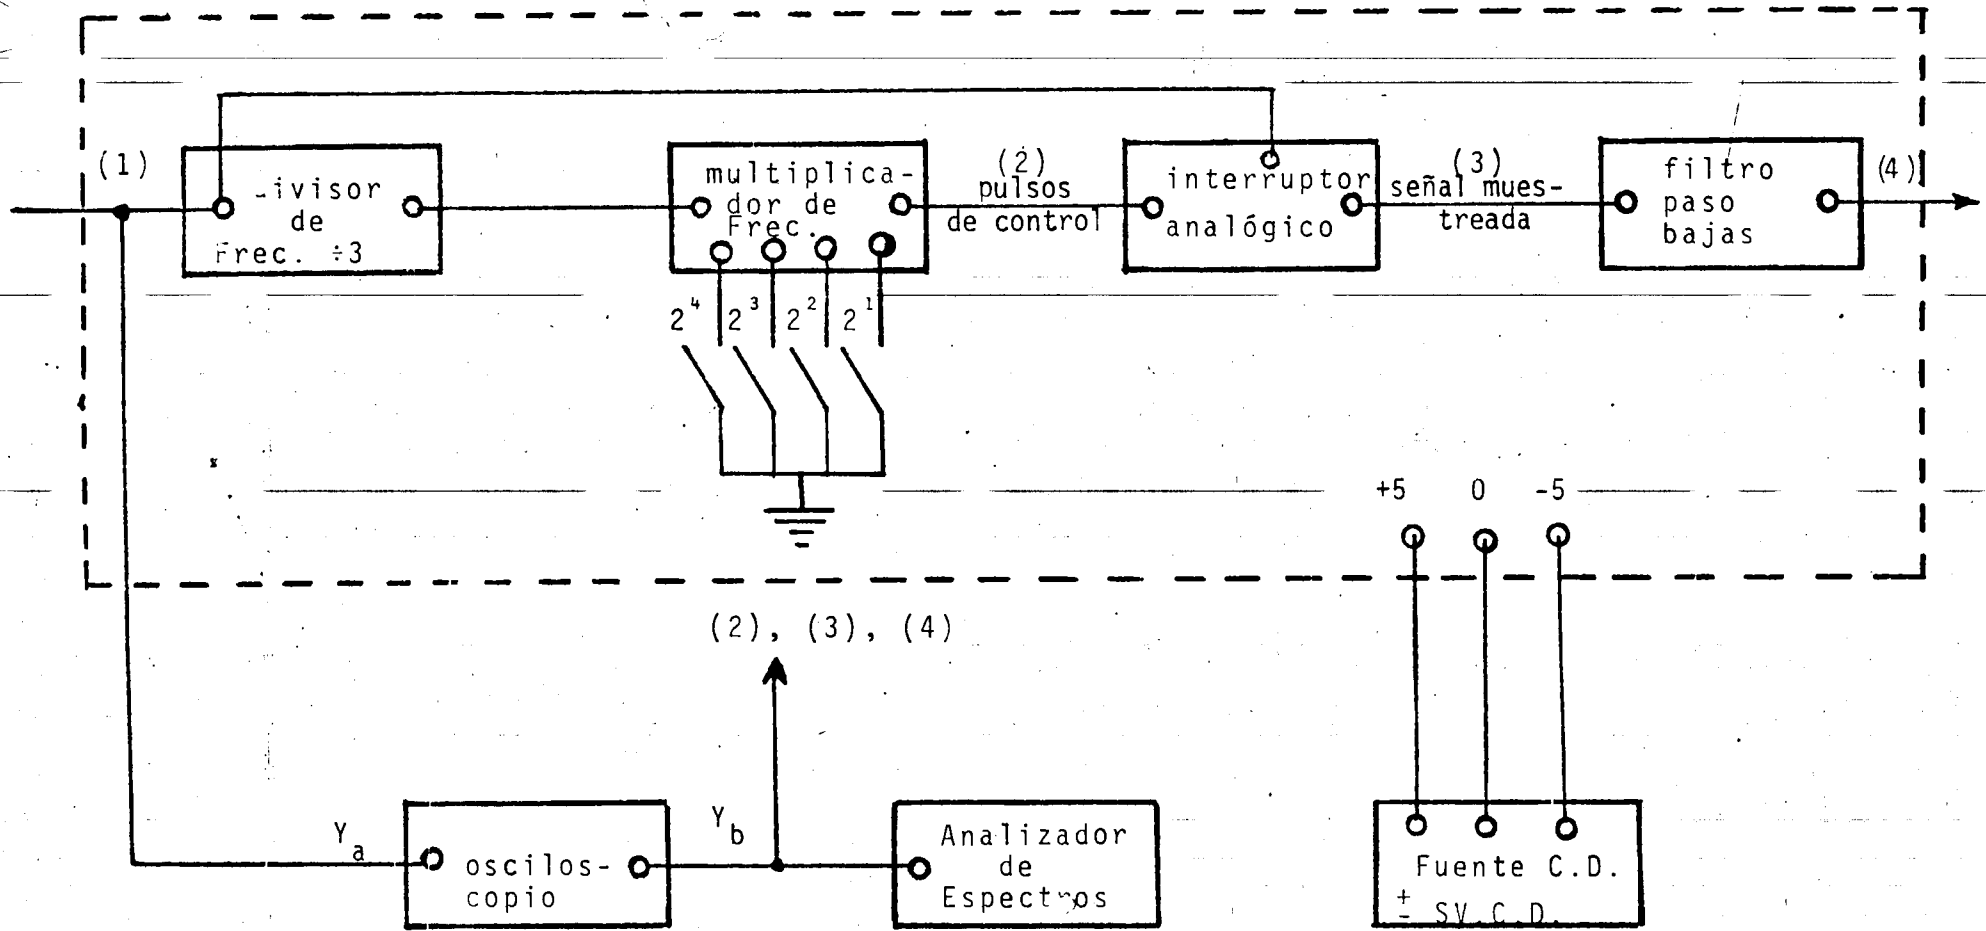 (1)
-ivisor
de
Frec. ÷3
multiplica-
dor de
Frec.
2⁴ 2³ 2² 2¹
(2)
pulsos
de control
interruptor
analógico
(3)
señal mues-
treada
filtro
paso
bajas
(4)
+5 0 -5
(2), (3), (4)
Ya
oscilos-
copio
Yb
Analizador
de
Espectros
Fuente C.D.
± SV.C.D.